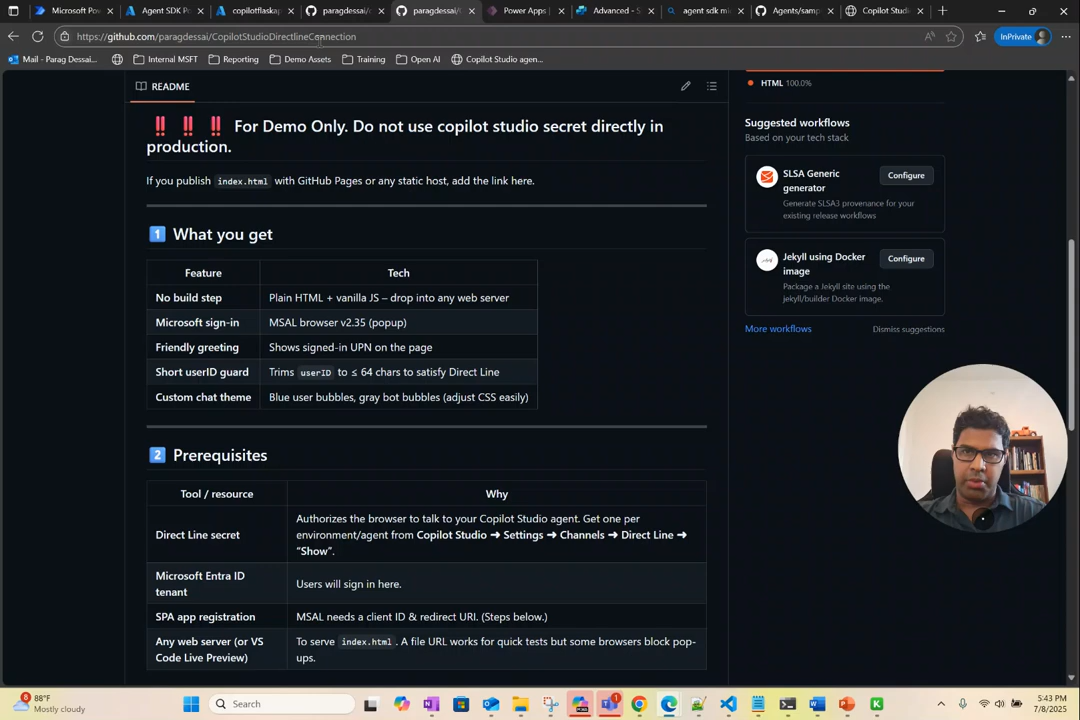 Microsoft Pow
Agent SDK Po
copilotflaskap
paragdessai/c
paragdessai/
Power Apps |
Advanced - S
agent sdk mi
Agents/samp
Copilot Studi
https://github.com/paragdessai/CopilotStudioDirectlineConnection
InPrivate
Mail - Parag Dessai...
Internal MSFT
Reporting
Demo Assets
Training
Open AI
Copilot Studio agen...
README
HTML 100.0%
‼️ ‼️ ‼️ For Demo Only. Do not use copilot studio secret directly in
production.
If you publish index.html with GitHub Pages or any static host, add the link here.
1 What you get
Feature Tech
No build step Plain HTML + vanilla JS – drop into any web server
Microsoft sign-in MSAL browser v2.35 (popup)
Friendly greeting Shows signed-in UPN on the page
Short userID guard Trims userID to ≤ 64 chars to satisfy Direct Line
Custom chat theme Blue user bubbles, gray bot bubbles (adjust CSS easily)
2 Prerequisites
Tool / resource Why
Direct Line secret
Authorizes the browser to talk to your Copilot Studio agent. Get one per
environment/agent from Copilot Studio ➔ Settings ➔ Channels ➔ Direct Line ➔
“Show”.
Microsoft Entra ID
tenant
Users will sign in here.
SPA app registration MSAL needs a client ID & redirect URI. (Steps below.)
Any web server (or VS
Code Live Preview)
To serve index.html. A file URL works for quick tests but some browsers block pop-
ups.
Suggested workflows
Based on your tech stack
SLSA Generic
generator
Configure
Generate SLSA3 provenance for your
existing release workflows
Jekyll using Docker
image
Configure
Package a Jekyll site using the
jekyll/builder Docker image.
More workflows
Dismiss suggestions
88°F
Mostly cloudy
Search
1
5:43 PM
7/8/2025